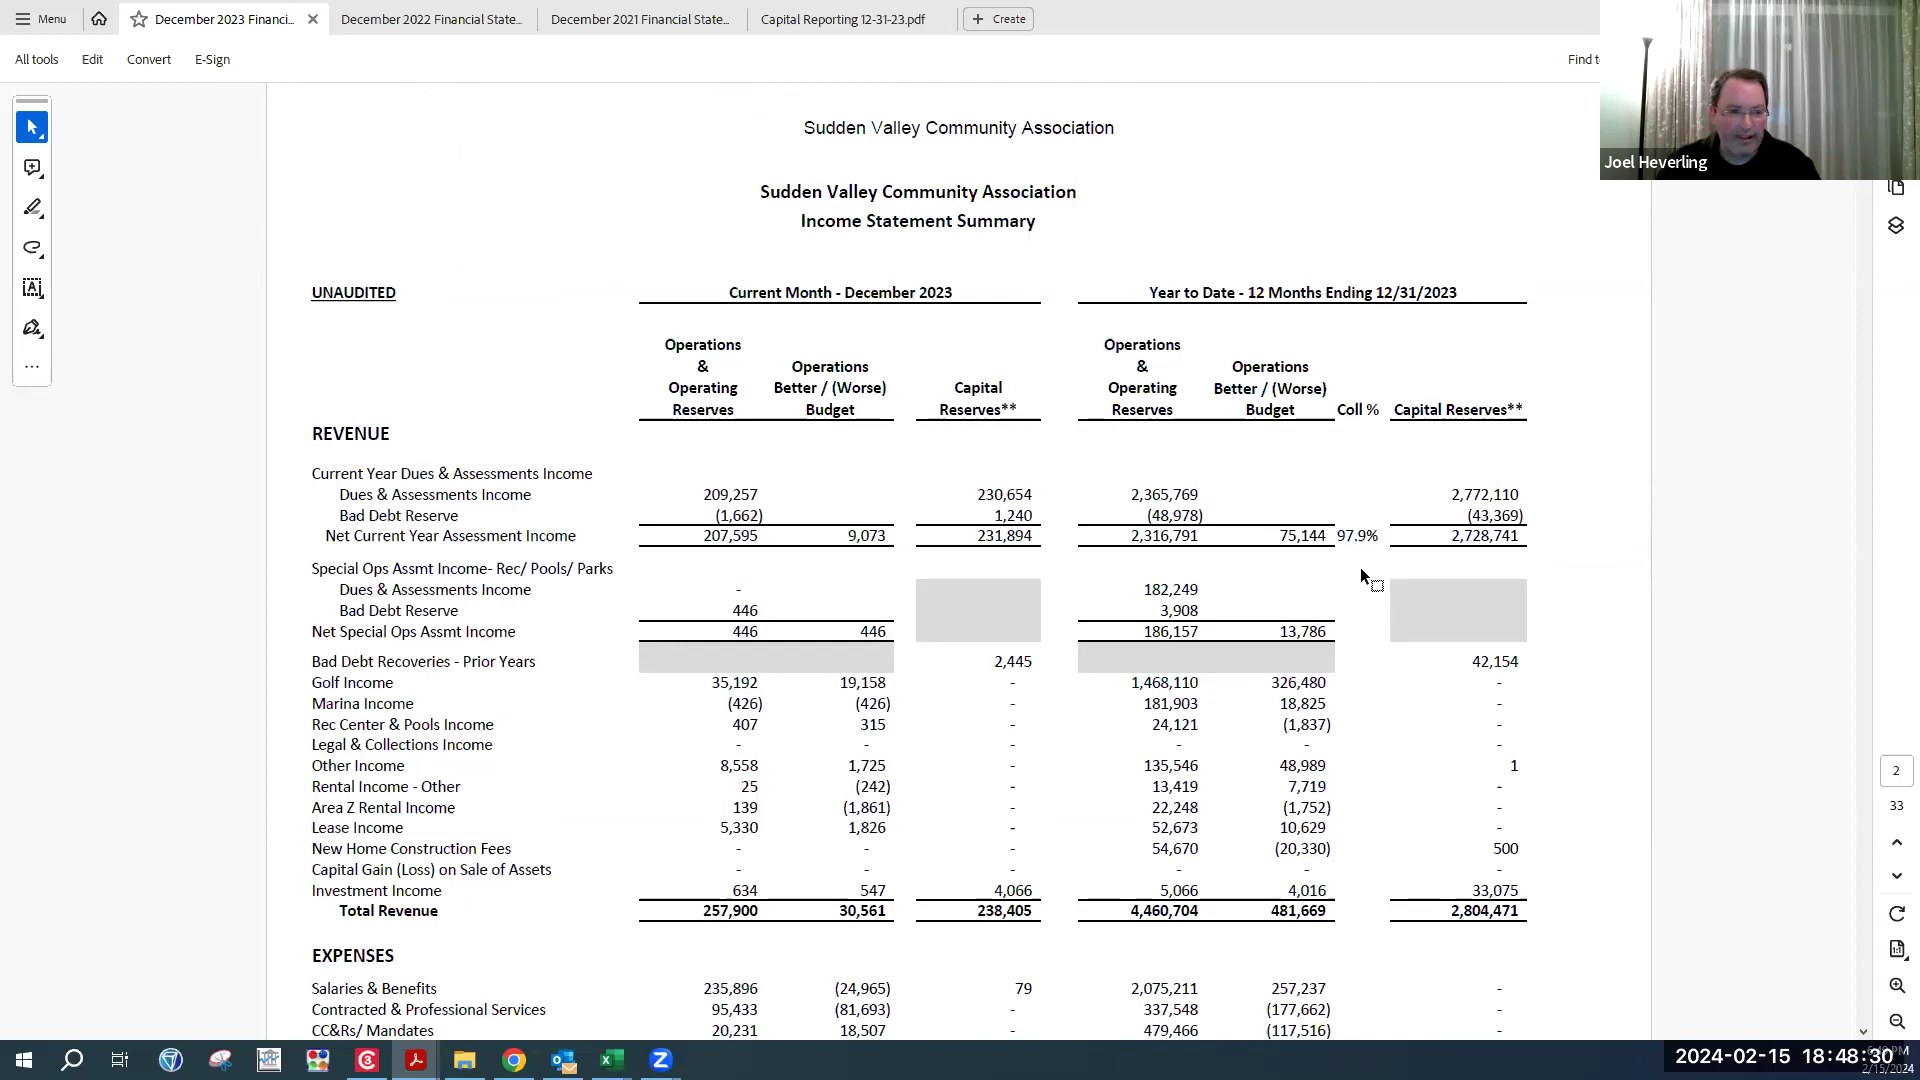 Menu
December 2023 Financi...
December 2022 Financial State...
December 2021 Financial State...
Capital Reporting 12-31-23.pdf
+ Create
All tools Edit Convert E-Sign
Find t
Joel Heverling
Sudden Valley Community Association
Sudden Valley Community Association
Income Statement Summary
UNAUDITED Current Month - December 2023 Year to Date - 12 Months Ending 12/31/2023
Operations Operations
& Operations & Operations
Operating Better / (Worse) Capital Operating Better / (Worse)
Reserves Budget Reserves** Reserves Budget Coll % Capital Reserves**
REVENUE
Current Year Dues & Assessments Income
Dues & Assessments Income 209,257 230,654 2,365,769 2,772,110
Bad Debt Reserve (1,662) 1,240 (48,978) (43,369)
Net Current Year Assessment Income 207,595 9,073 231,894 2,316,791 75,144 97.9% 2,728,741
Special Ops Assmt Income- Rec/ Pools/ Parks
Dues & Assessments Income - 182,249
Bad Debt Reserve 446 3,908
Net Special Ops Assmt Income 446 446 186,157 13,786
Bad Debt Recoveries - Prior Years 2,445 42,154
Golf Income 35,192 19,158 - 1,468,110 326,480 -
Marina Income (426) (426) - 181,903 18,825 -
Rec Center & Pools Income 407 315 - 24,121 (1,837) -
Legal & Collections Income - - - - - -
Other Income 8,558 1,725 - 135,546 48,989 1
Rental Income - Other 25 (242) - 13,419 7,719 -
Area Z Rental Income 139 (1,861) - 22,248 (1,752) -
Lease Income 5,330 1,826 - 52,673 10,629 -
New Home Construction Fees - - - 54,670 (20,330) 500
Capital Gain (Loss) on Sale of Assets - - - - - -
Investment Income 634 547 4,066 5,066 4,016 33,075
Total Revenue 257,900 30,561 238,405 4,460,704 481,669 2,804,471
EXPENSES
Salaries & Benefits 235,896 (24,965) 79 2,075,211 257,237 -
Contracted & Professional Services 95,433 (81,693) - 337,548 (177,662) -
CC&Rs/ Mandates 20,231 18,507 - 479,466 (117,516) -
2
33
2024-02-15 18:48:30
2/15/2024